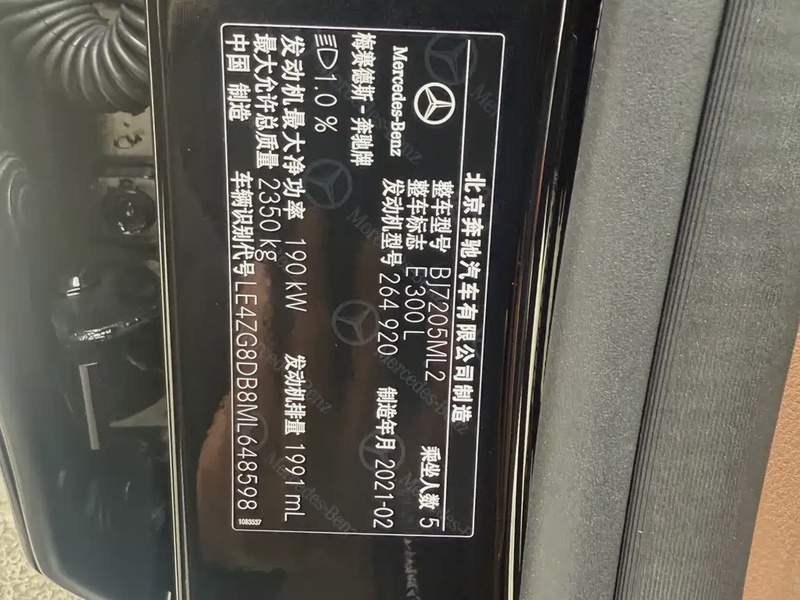 北京奔驰汽车有限公司制造
Mercedes-Benz
梅赛德斯-奔驰牌
整车型号 BJ7205ML2 乘坐人数 5
整车标志 E 300 L
发动机型号 264 920 制造年月 2021-02
1.0 %
发动机最大净功率 190 kW 发动机排量 1991 mL
最大允许总质量 2350 kg
中国 制造 车辆识别代号 LE4ZG8DB8ML648598
1083537